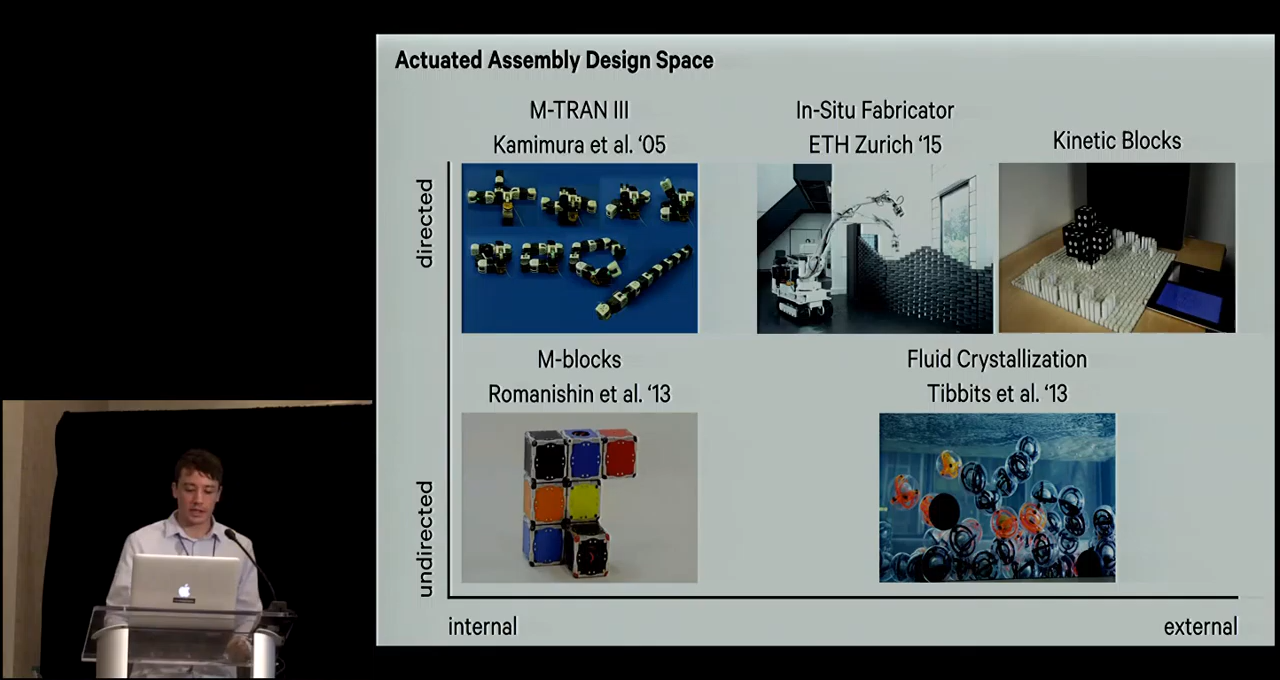 Actuated Assembly Design Space
M-TRAN III
Kamimura et al. ‘05
In-Situ Fabricator
ETH Zurich ‘15
Kinetic Blocks
directed
M-blocks
Romanishin et al. ‘13
Fluid Crystallization
Tibbits et al. ‘13
undirected
internal
external